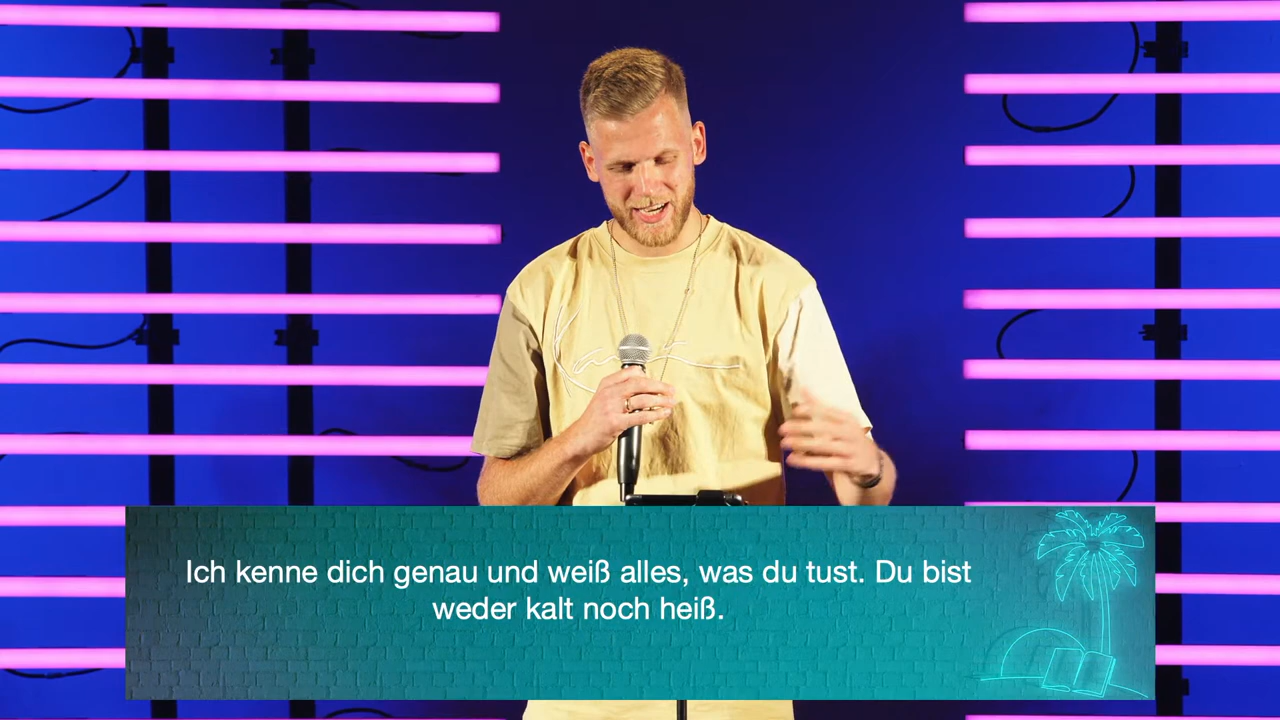 Ich kenne dich genau und weiß alles, was du tust. Du bist
weder kalt noch heiß.